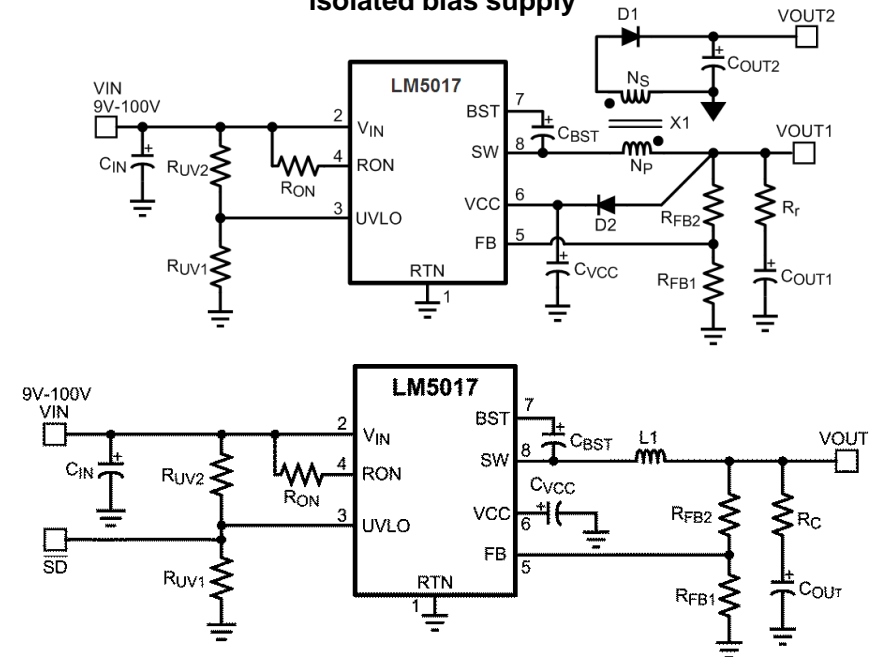 Isolated bias supply
D1
VOUT2
COUT2
NS
X1
NP
VOUT1
VIN
9V-100V
CIN
RUV2
RUV1
RON
LM5017
2
VIN
4
RON
3
UVLO
RTN
1
BST
7
SW
8
VCC
6
FB
5
CBST
D2
CVCC
RFB2
RFB1
Rr
COUT1
9V-100V
VIN
CIN
RUV2
RON
SD
RUV1
LM5017
2
VIN
4
RON
3
UVLO
RTN
1
BST
7
SW
8
VCC
6
FB
5
CBST
L1
VOUT
CVCC
RFB2
RC
RFB1
COUT